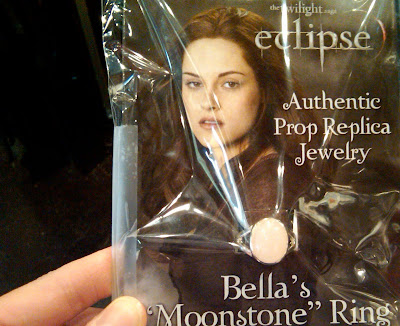 the twilight saga
eclipse
Authentic
Prop Replica
Jewelry
Bella's
"Moonstone" Ring